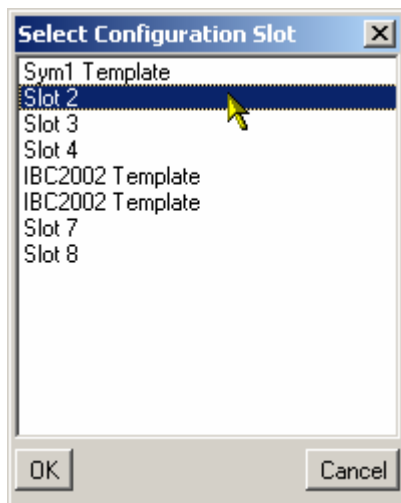 Select Configuration Slot
Sym1 Template
Slot 2
Slot 3
Slot 4
IBC2002 Template
IBC2002 Template
Slot 7
Slot 8
OK Cancel